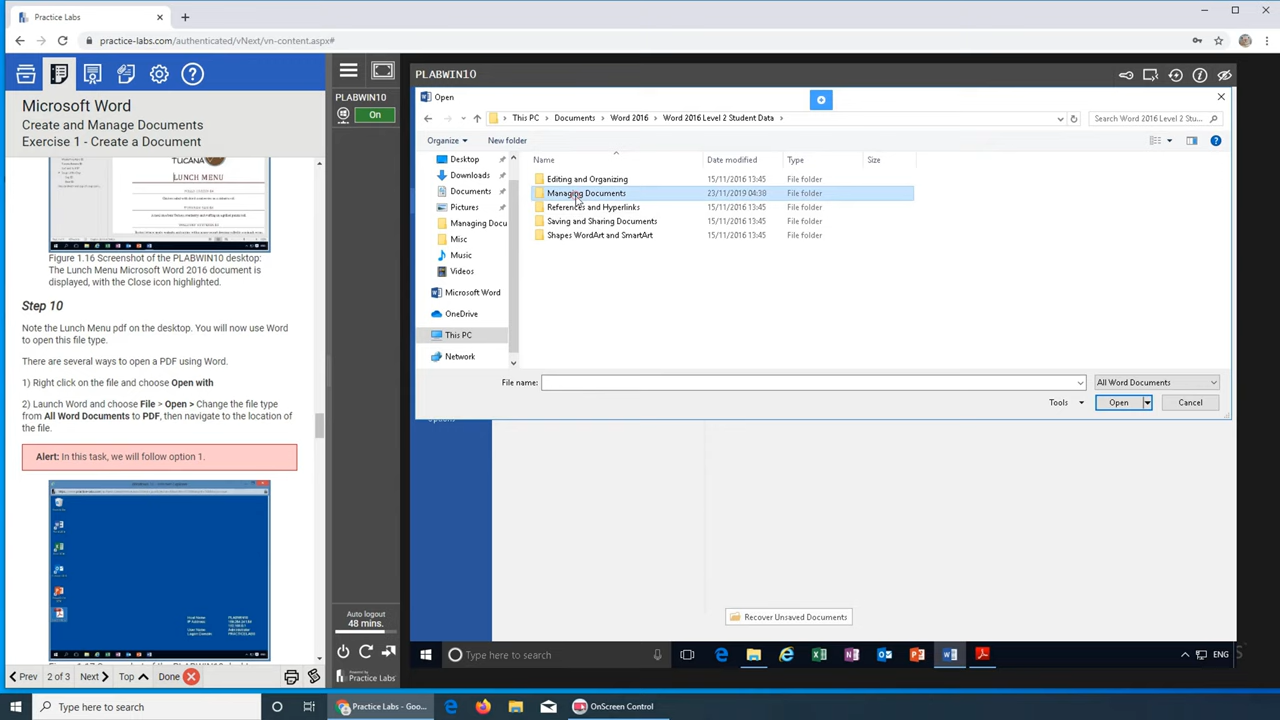 Practice Labs
practice-labs.com/authenticated/vNext/vn-content.aspx#
Microsoft Word
Create and Manage Documents
Exercise 1 - Create a Document
TUCANA
LUNCH MENU
Figure 1.16 Screenshot of the PLABWIN10 desktop:
The Lunch Menu Microsoft Word 2016 document is
displayed, with the Close icon highlighted.
Step 10
Note the Lunch Menu pdf on the desktop. You will now use Word
to open this file type.
There are several ways to open a PDF using Word.
1) Right click on the file and choose Open with
2) Launch Word and choose File > Open > Change the file type
from All Word Documents to PDF, then navigate to the location of
the file.
Alert: In this task, we will follow option 1.
2 of 3
Prev
Next
Top
Done
PLABWIN10
On
Auto logout
48 mins.
Practice Labs
PLABWIN10
Open
This PC
Documents
Word 2016
Word 2016 Level 2 Student Data
Search Word 2016 Level 2 Stud...
Organize
New folder
Desktop
Downloads
Documents
Pictures
Managing Docu
Misc
Music
Videos
Microsoft Word
OneDrive
This PC
Network
Name
Date modified
Type
Size
Editing and Organizing 15/11/2016 13:45 File folder
Managing Documents 23/11/2019 04:38 File folder
References and Hyperlinks 15/11/2016 13:45 File folder
Saving and Sharing Documents 15/11/2016 13:45 File folder
Shapes WordArt and SmartArt 15/11/2016 13:45 File folder
File name:
All Word Documents
Tools
Open
Cancel
Recover Unsaved Documents
Type here to search
ENG
Type here to search
Practice Labs - Goo...
OnScreen Control